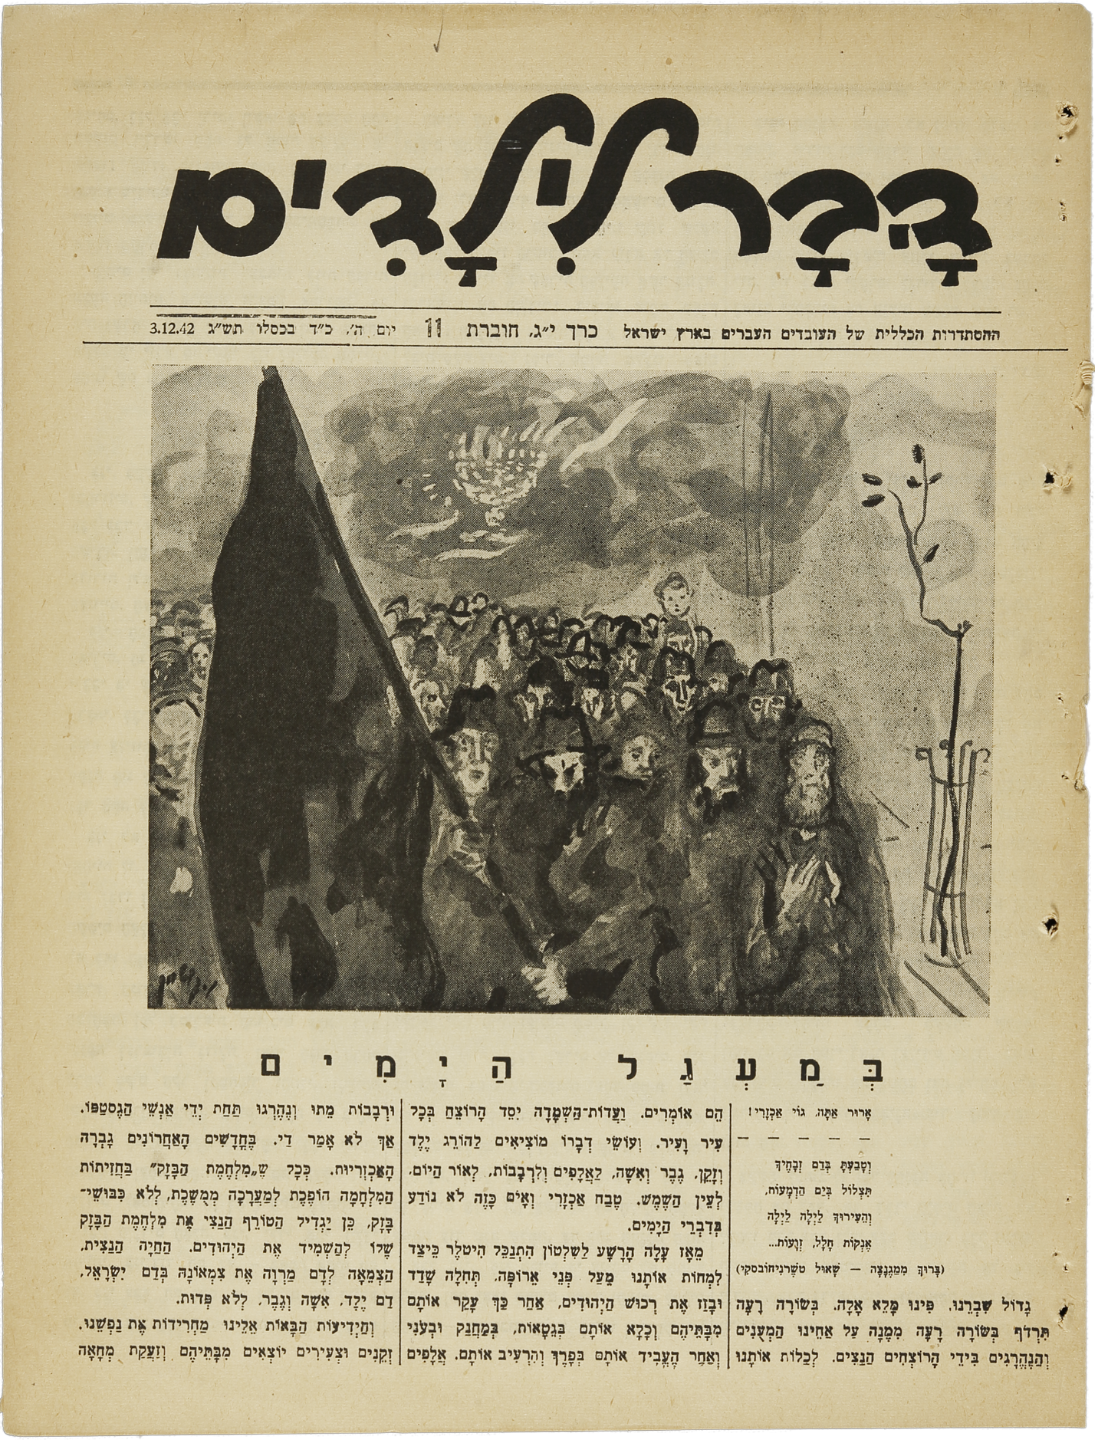 דָּבָר לִילָדִים
ההסתדרות הכללית של העובדים העברים בארץ ישראל כרך י״ג, חוברת 11 יום ה׳, כ״ד בכסלו תש״ג 3.12.42
בְּמַעְגַּל הַיָּמִים
אָרוּר אַתָּה, גּוֹי אַכְזָרִי!
— — — — —
וְטָבַעְתָּ בְּדַם זְבָחֶיךָ
תִּצְלוֹל בְּיַם הַדְּמָעוֹת,
וְהֵעִירוּךָ לַיְלָה לַיְלָה
אֶנְקוֹת חָלָל, זְוָעוֹת...
(בָּרוּךְ מִמַּגֶנְצָה — שָׁאוּל טְשֶׁרְנִיחוֹבסקי)
גָּדוֹל שִׁבְרֵנוּ. פִּינוּ מָלֵא אָלָה. בְּשׂוֹרָה רָעָה
תִּרְדֹּף בְּשׂוֹרָה רָעָה מִמֶּנָּה עַל אַחֵינוּ הַמְעֻנִּים
וְהַנֶּהֱרָגִים בִּידֵי הָרוֹצְחִים הַנַּצִים. לְכַלּוֹת אוֹתָנוּ
הֵם אוֹמְרִים. וַעֲדוֹת־הַשְׁמָדָה יִסֵּד הָרוֹצֵחַ בְּכָל
עִיר וָעִיר. וְעוֹשֵׂי דְבָרוֹ מוֹצִיאִים לַהוֹרֵג יֶלֶד
וְזָקֵן, גֶּבֶר וְאִשָּׁה, לַאֲלָפִים וְלִרְבָבוֹת, לְאוֹר הַיּוֹם,
לְעֵין הַשֶּׁמֶשׁ. טֶבַח אַכְזָרִי וְאָיֹם כָּזֶה לֹא נוֹדַע
בְּדִבְרֵי הַיָּמִים.
מֵאָז עָלָה הָרָשָׁע לַשִּׁלְטוֹן הִתְנַכֵּל הִיטְלֶר כֵּיצַד
לִמְחוֹת אוֹתָנוּ מֵעַל פְּנֵי אֵרוֹפָּה. תְּחִלָּה שָׁדַד
וּבָזַז אֶת רְכוּשׁ הַיְּהוּדִים, אַחַר כָּךְ עָקַר אוֹתָם
מִבָּתֵּיהֶם וְכָלָא אוֹתָם בַּגֶּטָאוֹת, בְּמַחֲנַק וּבְעֹנִי
וְאַחַר הֶעֱבִיד אוֹתָם בְּפֶרֶךְ וְהִרְעִיב אוֹתָם. אֲלָפִים
וּרְבָבוֹת מֵתוּ וְנֶהֶרְגוּ תַּחַת יְדֵי אַנְשֵׁי הַגֶּסְטַפּוֹ.
אַךְ לֹא אָמַר דַּי. בֶּחֳדָשִׁים הָאַחֲרוֹנִים גָּבְרָה
הָאַכְזְרִיּוּת. כְּכָל שֶׁ„מִּלְחֶמֶת הַבָּזָק״ בַּחֲזִיתוֹת
הַמִּלְחָמָה הוֹפֶכֶת לְמַעֲרָכָה מְמֻשֶּׁכֶת, לְלֹא כִּבּוּשֵׁי־
בָּזָק, כֵּן יַגְדִּיל הַטּוֹרֵף הַנַּצִי אֶת מִלְחֶמֶת הַבָּזָק
שֶׁלּוֹ לְהַשְׁמִיד אֶת הַיְּהוּדִים. הַחַיָּה הַנַּצִית,
הַצְּמֵאָה לְדָם מַרְוָה אֶת צִמְאוֹנָהּ בְּדַם יִשְׂרָאֵל,
דַּם יֶלֶד, אִשָּׁה וְגֶבֶר, לְלֹא פְּדוּת.
וְהַיְדִיעוֹת הַבָּאוֹת אֵלֵינוּ מַחֲרִידוֹת אֶת נַפְשֵׁנוּ.
זְקֵנִים וּצְעִירִים יוֹצְאִים מִבָּתֵּיהֶם וְזַעֲקַת מְחָאָה